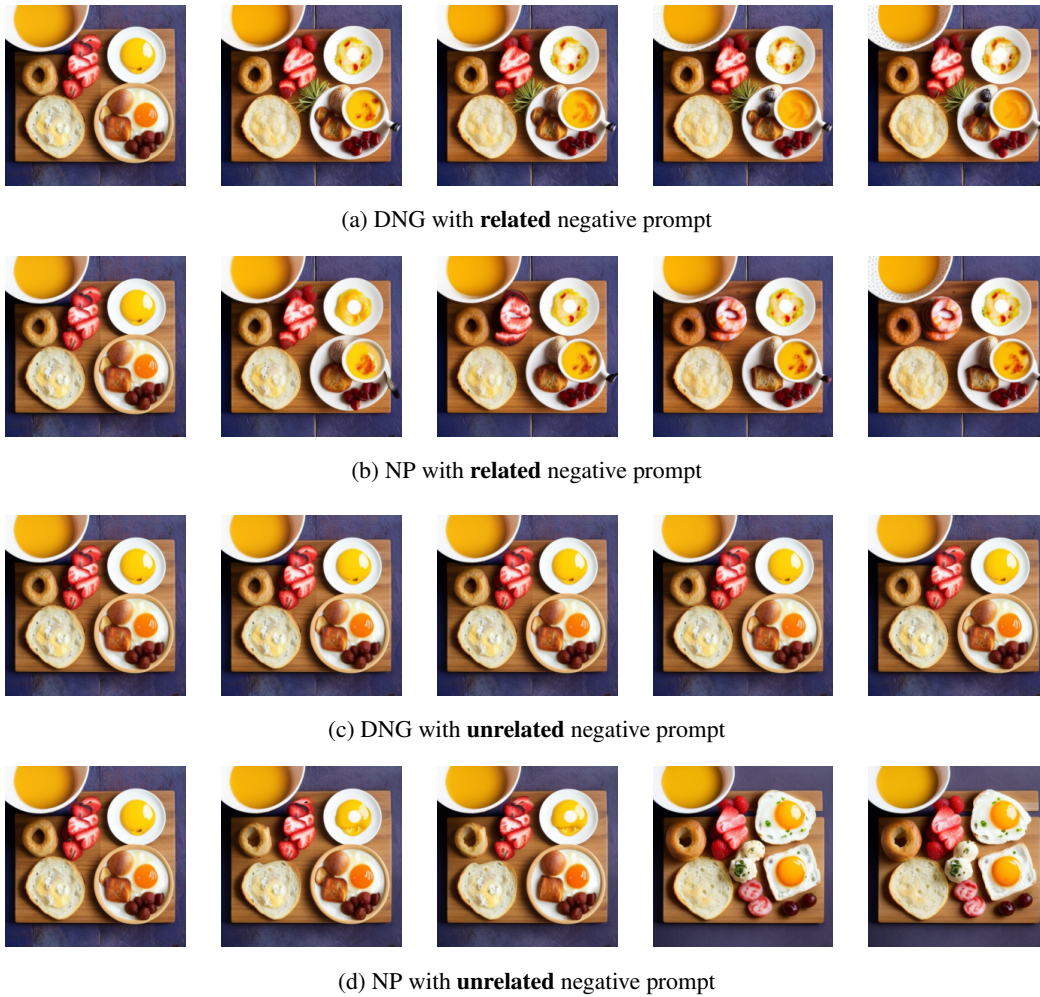 (a) DNG with related negative prompt
(b) NP with related negative prompt
(c) DNG with unrelated negative prompt
(d) NP with unrelated negative prompt